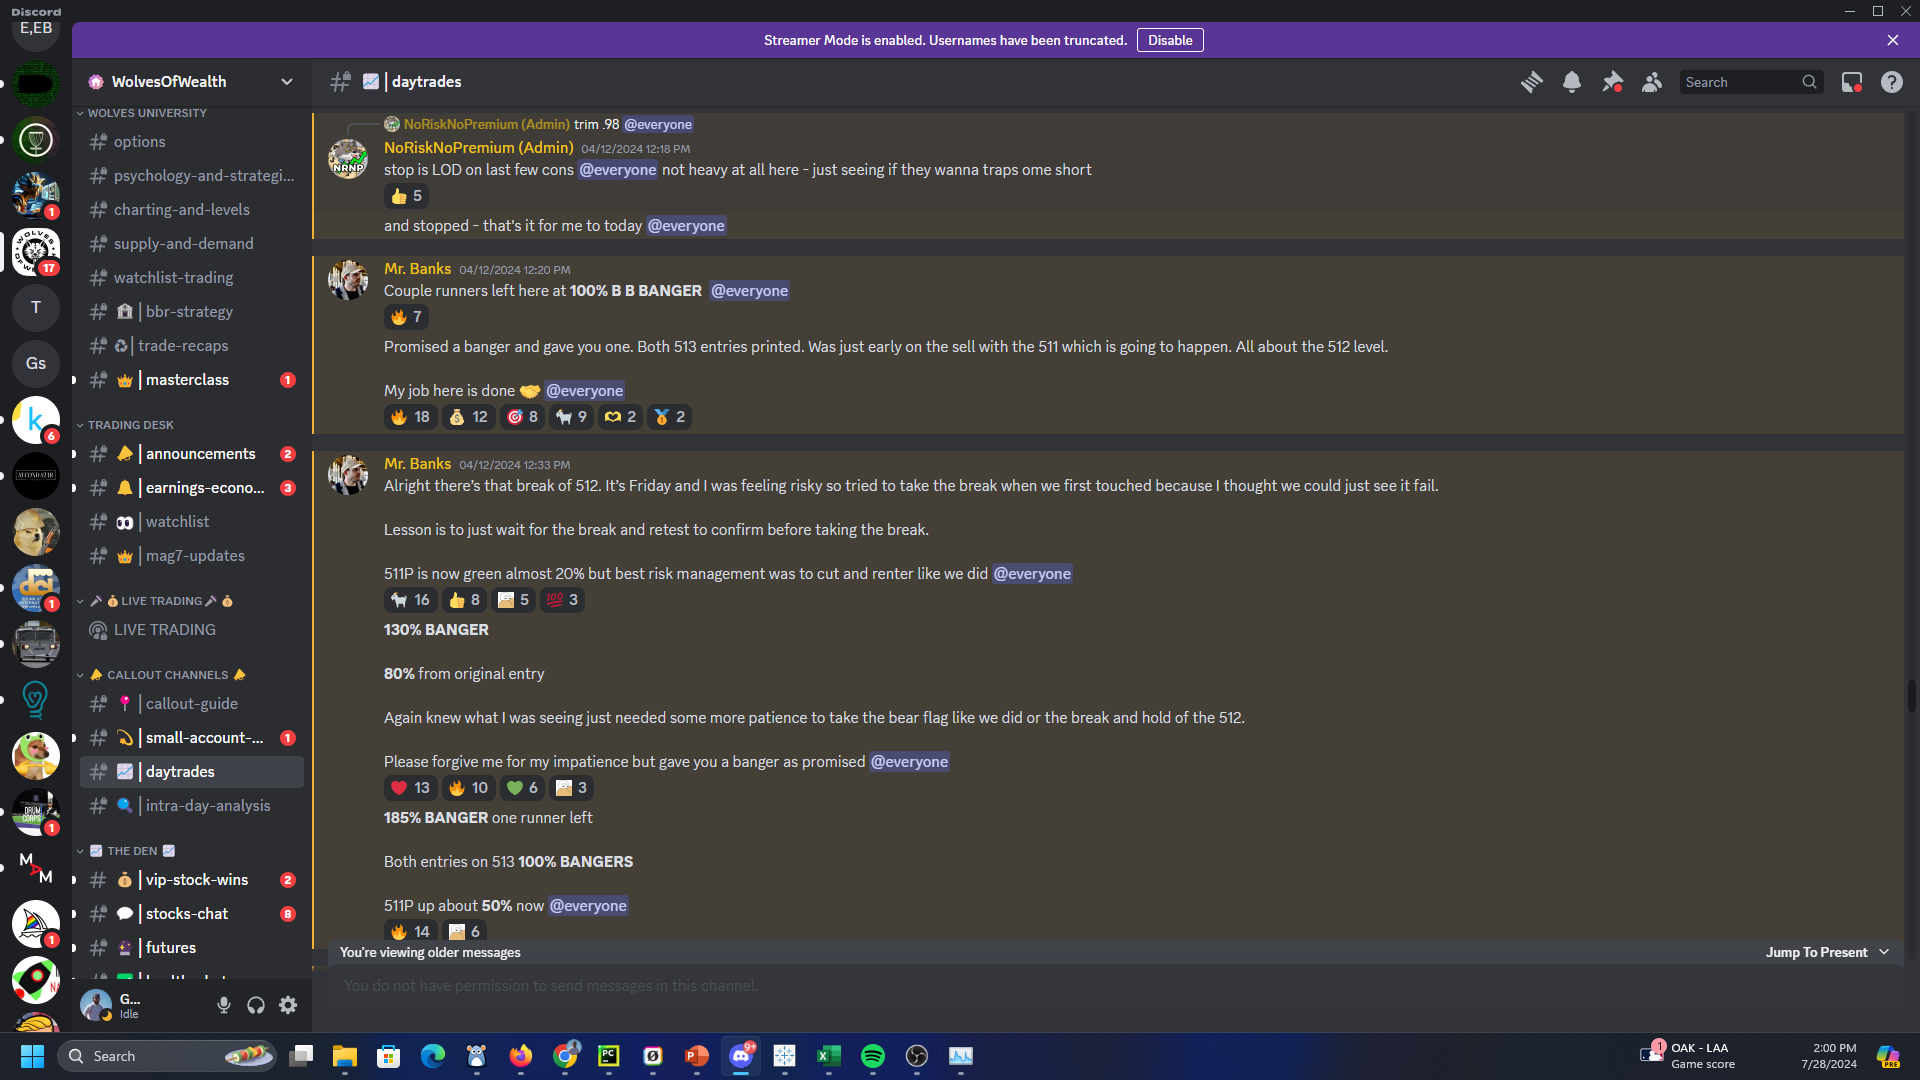 Discord
E,EB
Streamer Mode is enabled. Usernames have been truncated. Disable
WolvesOfWealth
| daytrades
Search
WOLVES UNIVERSITY
options
psychology-and-strategi...
charting-and-levels
supply-and-demand
watchlist-trading
| bbr-strategy
| trade-recaps
| masterclass 1
TRADING DESK
| announcements 2
| earnings-econo... 3
| watchlist
| mag7-updates
LIVE TRADING
LIVE TRADING
CALLOUT CHANNELS
| callout-guide
| small-account-... 1
| daytrades
| intra-day-analysis
THE DEN
| vip-stock-wins 2
| stocks-chat 8
| futures
1
17
T
Gs
k
6
SECOND STAR
dci
1
DRUM CORPS
1
M A M
1
G...
Idle
NoRiskNoPremium (Admin) trim .98 @everyone
NRNP
NoRiskNoPremium (Admin) 04/12/2024 12:18 PM
stop is LOD on last few cons @everyone not heavy at all here - just seeing if they wanna traps ome short
5
and stopped - that's it for me to today @everyone
Mr. Banks 04/12/2024 12:20 PM
Couple runners left here at 100% B B BANGER @everyone
7
Promised a banger and gave you one. Both 513 entries printed. Was just early on the sell with the 511 which is going to happen. All about the 512 level.
My job here is done @everyone
18 12 8 9 2 2
Mr. Banks 04/12/2024 12:33 PM
Alright there's that break of 512. It's Friday and I was feeling risky so tried to take the break when we first touched because I thought we could just see it fail.
Lesson is to just wait for the break and retest to confirm before taking the break.
511P is now green almost 20% but best risk management was to cut and renter like we did @everyone
16 8 5 100 3
130% BANGER
80% from original entry
Again knew what I was seeing just needed some more patience to take the bear flag like we did or the break and hold of the 512.
Please forgive me for my impatience but gave you a banger as promised @everyone
13 10 6 3
185% BANGER one runner left
Both entries on 513 100% BANGERS
511P up about 50% now @everyone
14 6
You're viewing older messages
Jump To Present
You do not have permission to send messages in this channel.
Search
PC
9+
1
OAK - LAA
Game score
2:00 PM
7/28/2024
PRE